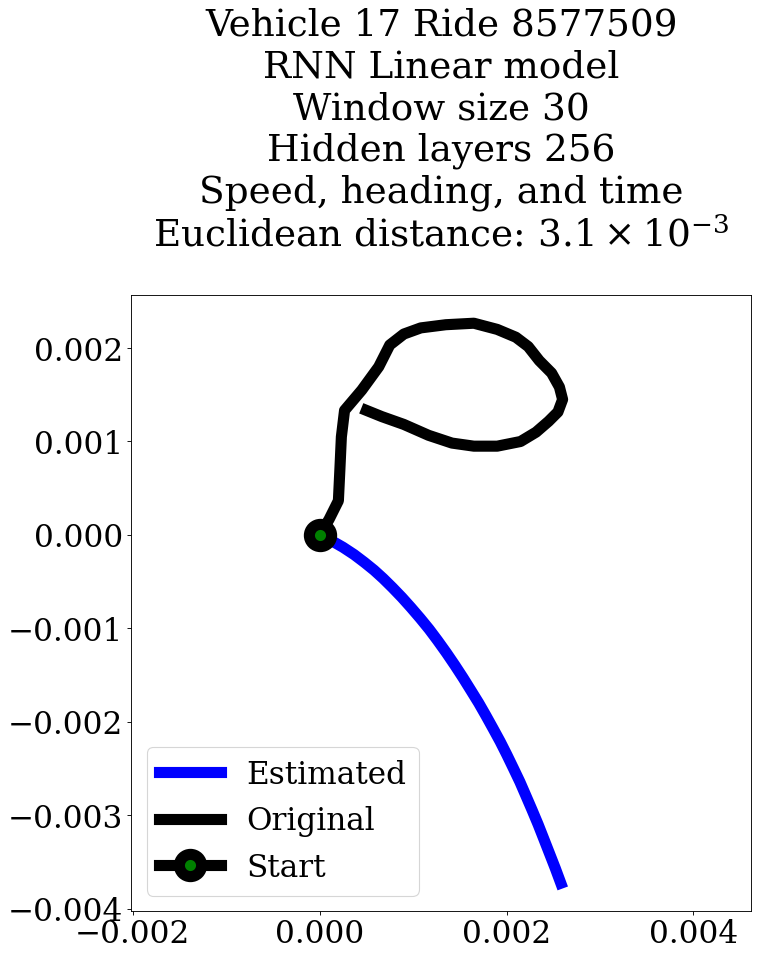 Vehicle 17 Ride 8577509
RNN Linear model
Window size 30
Hidden layers 256
Speed, heading, and time
Euclidean distance: 3.1 × 10⁻³
0.002
0.001
0.000
−0.001
−0.002
−0.003
−0.004
Estimated
Original
Start
−0.002 0.000 0.002 0.004